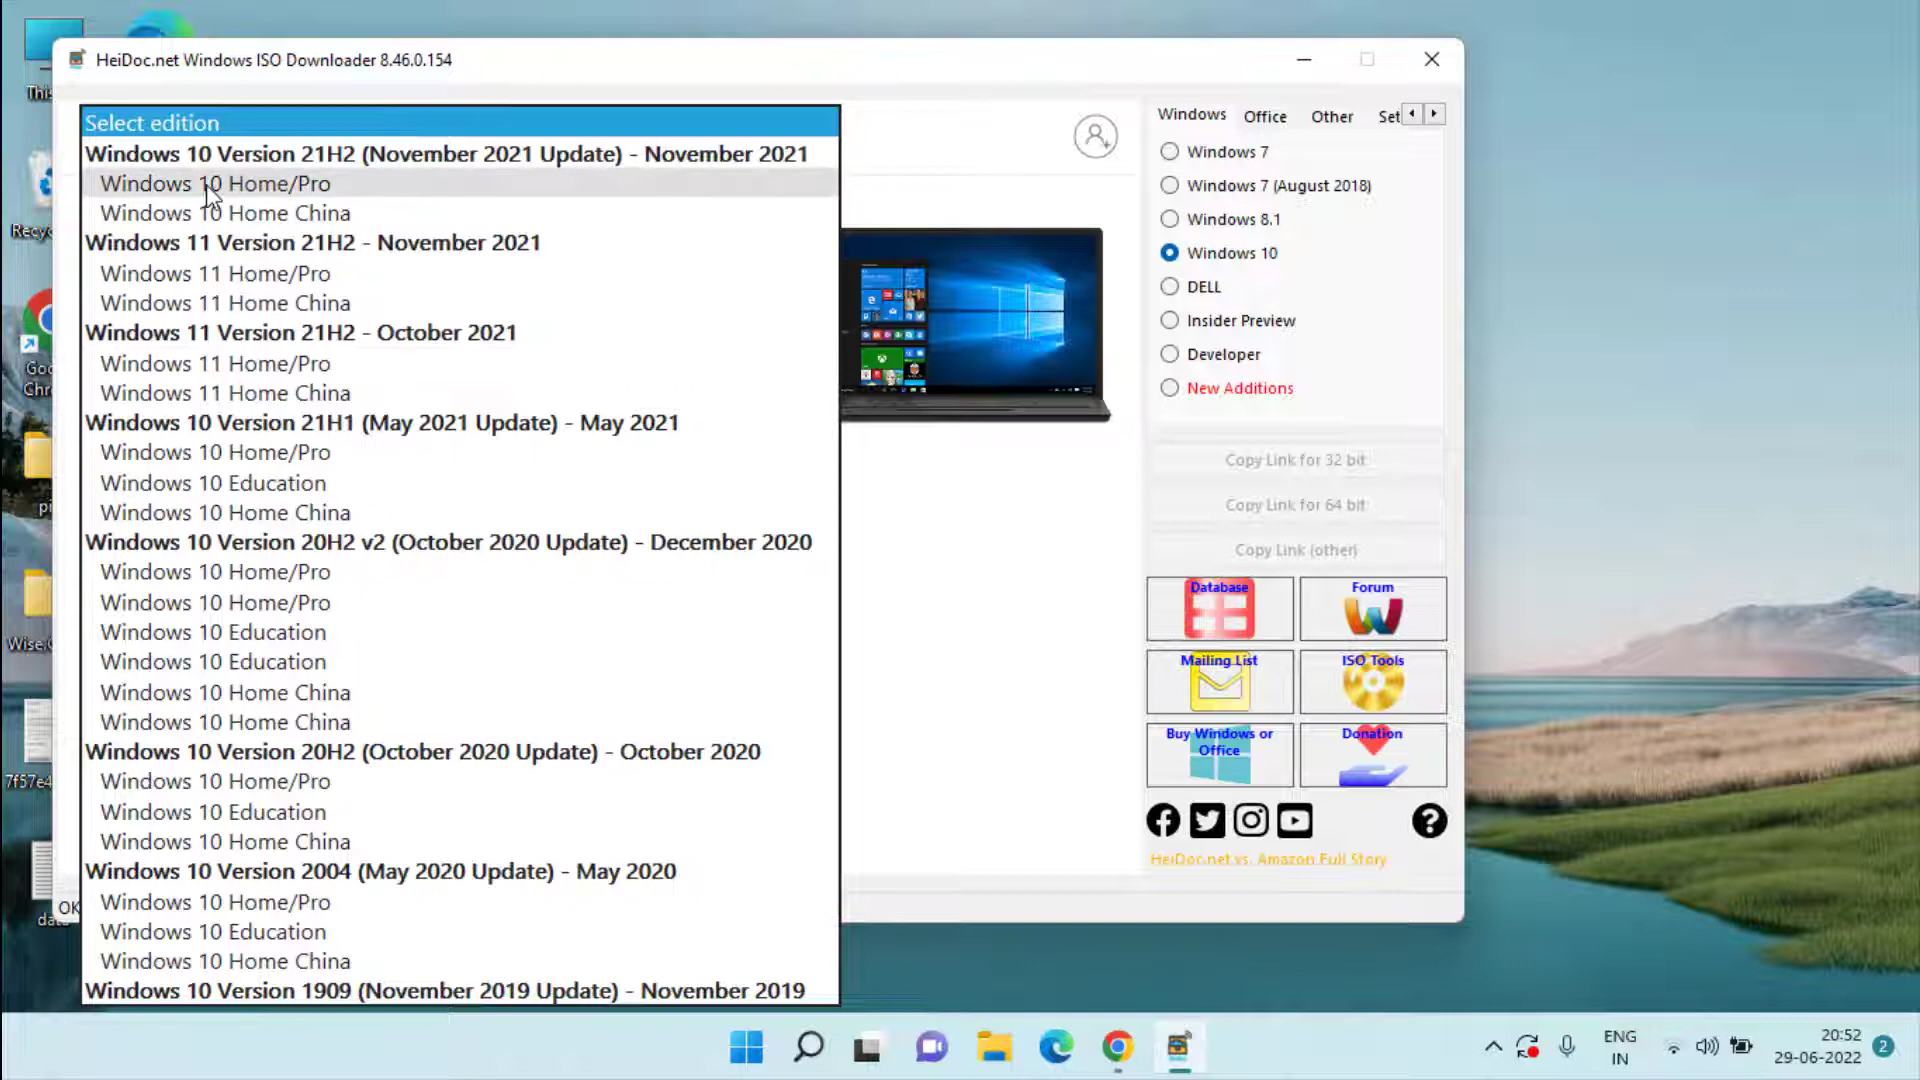 HeiDoc.net Windows ISO Downloader 8.46.0.154
Select edition
Windows 10 Version 21H2 (November 2021 Update) - November 2021
Windows 10 Home/Pro
Windows 10 Home China
Windows 11 Version 21H2 - November 2021
Windows 11 Home/Pro
Windows 11 Home China
Windows 11 Version 21H2 - October 2021
Windows 11 Home/Pro
Windows 11 Home China
Windows 10 Version 21H1 (May 2021 Update) - May 2021
Windows 10 Home/Pro
Windows 10 Education
Windows 10 Home China
Windows 10 Version 20H2 v2 (October 2020 Update) - December 2020
Windows 10 Home/Pro
Windows 10 Home/Pro
Windows 10 Education
Windows 10 Education
Windows 10 Home China
Windows 10 Home China
Windows 10 Version 20H2 (October 2020 Update) - October 2020
Windows 10 Home/Pro
Windows 10 Education
Windows 10 Home China
Windows 10 Version 2004 (May 2020 Update) - May 2020
Windows 10 Home/Pro
Windows 10 Education
Windows 10 Home China
Windows 10 Version 1909 (November 2019 Update) - November 2019
Windows
Office
Other
Set
Windows 7
Windows 7 (August 2018)
Windows 8.1
Windows 10
DELL
Insider Preview
Developer
New Additions
Copy Link for 32 bit
Copy Link for 64 bit
Copy Link (other)
Database
Forum
Mailing List
ISO Tools
Buy Windows or
Office
Donation
HeiDoc.net vs. Amazon Full Story
This
Recyc
Goo
Chr
pi
Wise
7f57e4
dat
OK
ENG
IN
20:52
29-06-2022
2